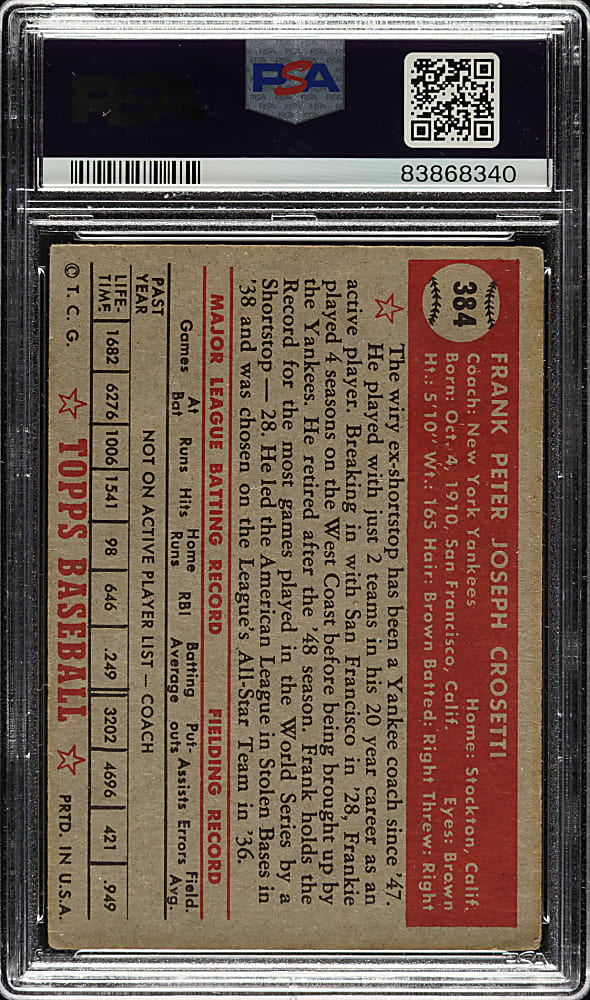 PSA
83868340
384
FRANK PETER JOSEPH CROSETTI
Coach: New York Yankees Home: Stockton, Calif.
Born: Oct. 4, 1910, San Francisco, Calif. Eyes: Brown
Ht.: 5'10" Wt.: 165 Hair: Brown Batted: Right Threw: Right
The wiry ex-shortstop has been a Yankee coach since '47.
He played with just 2 teams in his 20 year career as an
active player. Breaking in with San Francisco in '28, Frankie
played 4 seasons on the West Coast before being brought up by
the Yankees. He retired after the '48 season. Frank holds the
Record for the most games played in the World Series by a
Shortstop — 28. He led the American League in Stolen Bases in
'38 and was chosen on the League's All-Star Team in '36.
MAJOR LEAGUE BATTING RECORD FIELDING RECORD
Games At Bat Runs Hits Home Runs RBI Batting Average Put-outs Assists Errors Field. Avg.
PAST YEAR NOT ON ACTIVE PLAYER LIST — COACH
LIFE-TIME 1682 6276 1006 1541 98 646 .249 3202 4696 421 .949
© T. C. G. TOPPS BASEBALL PRTD. IN U.S.A.